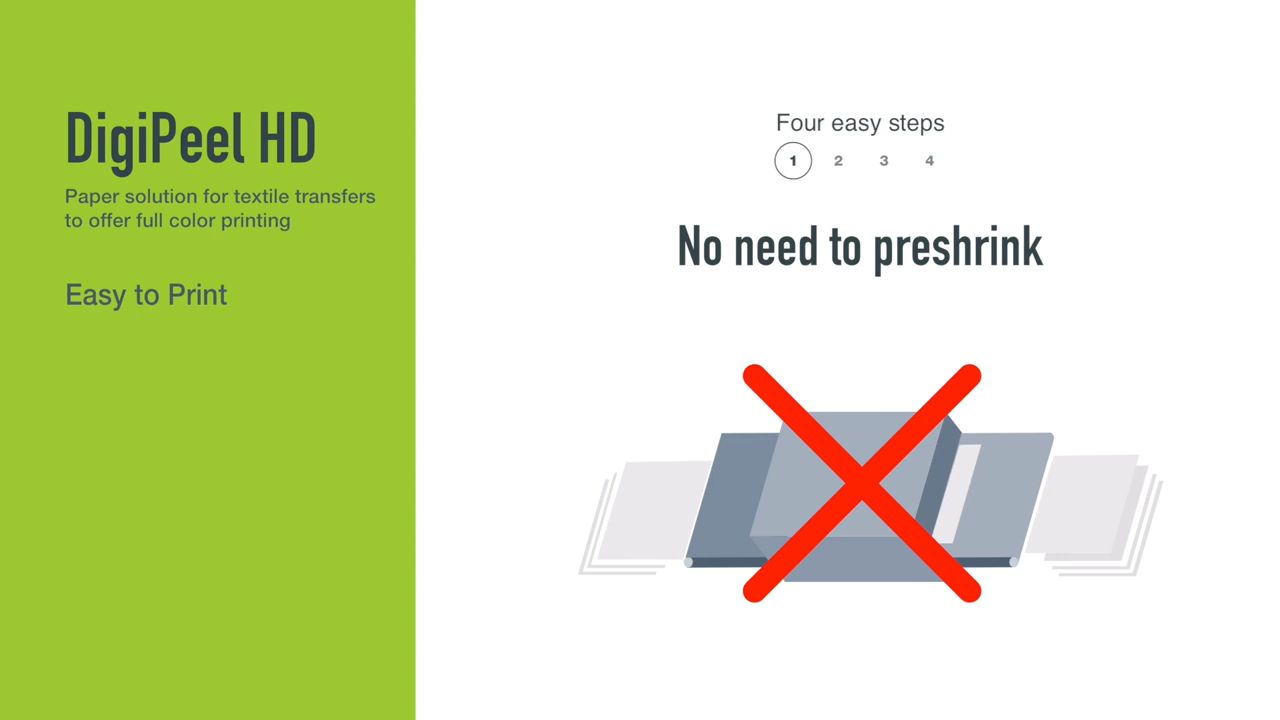 DigiPeel HD
Paper solution for textile transfers
to offer full color printing
Easy to Print
Four easy steps
1 2 3 4
No need to preshrink